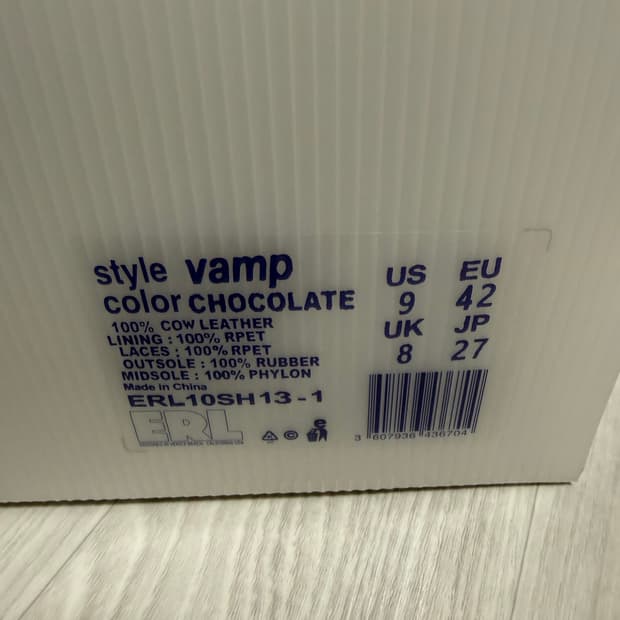 style vamp
color CHOCOLATE
100% COW LEATHER
LINING : 100% RPET
LACES : 100% RPET
OUTSOLE : 100% RUBBER
MIDSOLE : 100% PHYLON
Made in China
ERL10SH13-1
ERL
US EU
9 42
UK JP
8 27
3 607936 436704